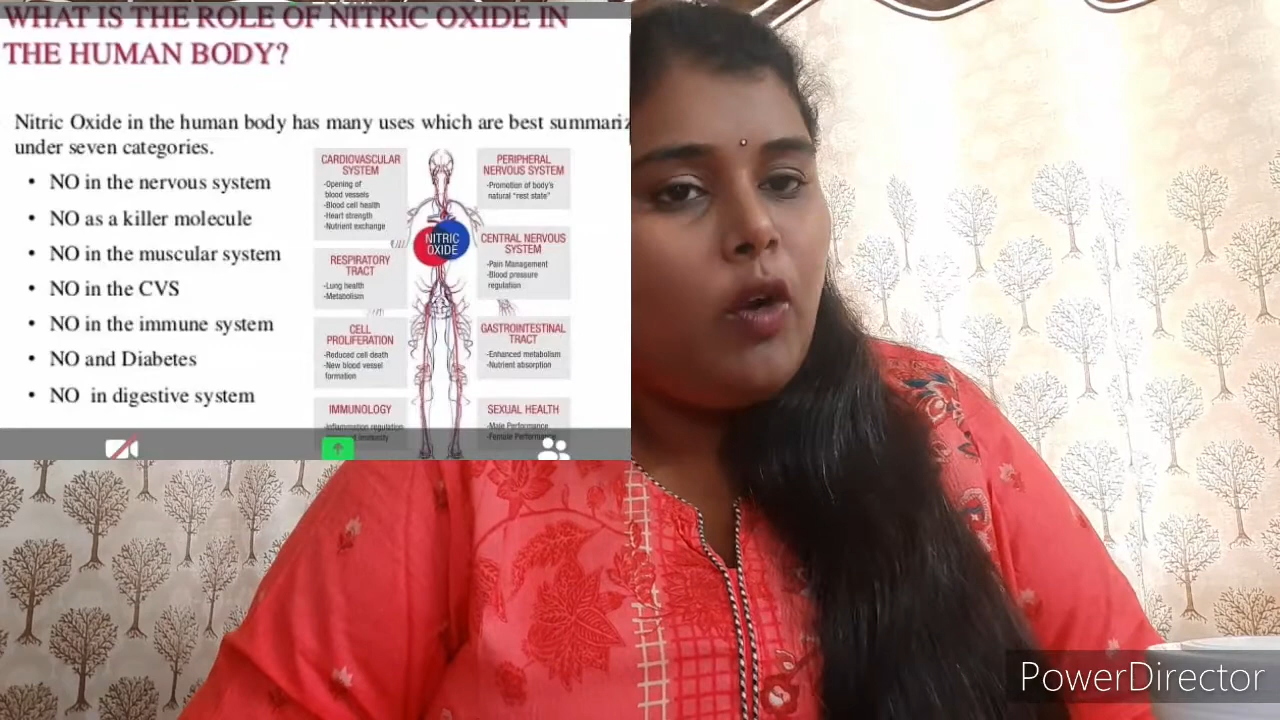 WHAT IS THE ROLE OF NITRIC OXIDE IN
THE HUMAN BODY?
Nitric Oxide in the human body has many uses which are best summariz
under seven categories.
• NO in the nervous system
• NO as a killer molecule
• NO in the muscular system
• NO in the CVS
• NO in the immune system
• NO and Diabetes
• NO in digestive system
CARDIOVASCULAR
SYSTEM
-Opening of
blood vessels
-Blood cell health
-Heart strength
-Nutrient exchange
RESPIRATORY
TRACT
-Lung health
-Metabolism
CELL
PROLIFERATION
-Reduced cell death
-New blood vessel
formation
IMMUNOLOGY
-Inflammation regulation
immunity
NITRIC
OXIDE
PERIPHERAL
NERVOUS SYSTEM
-Promotion of body's
natural "rest state"
CENTRAL NERVOUS
SYSTEM
-Pain Management
-Blood pressure
regulation
GASTROINTESTINAL
TRACT
-Enhanced metabolism
-Nutrient absorption
SEXUAL HEALTH
-Male Performance
-Female Performance
PowerDirector